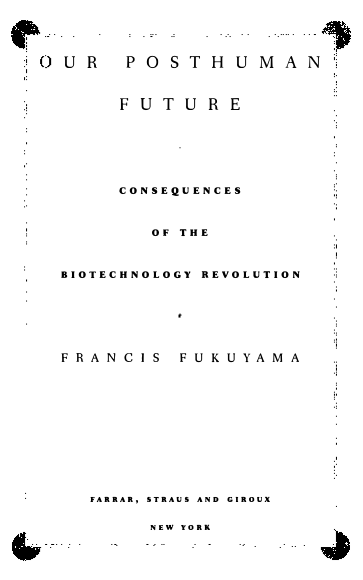 OUR POSTHUMAN
FUTURE
CONSEQUENCES
OF THE
BIOTECHNOLOGY REVOLUTION
FRANCIS FUKUYAMA
FARRAR, STRAUS AND GIROUX
NEW YORK